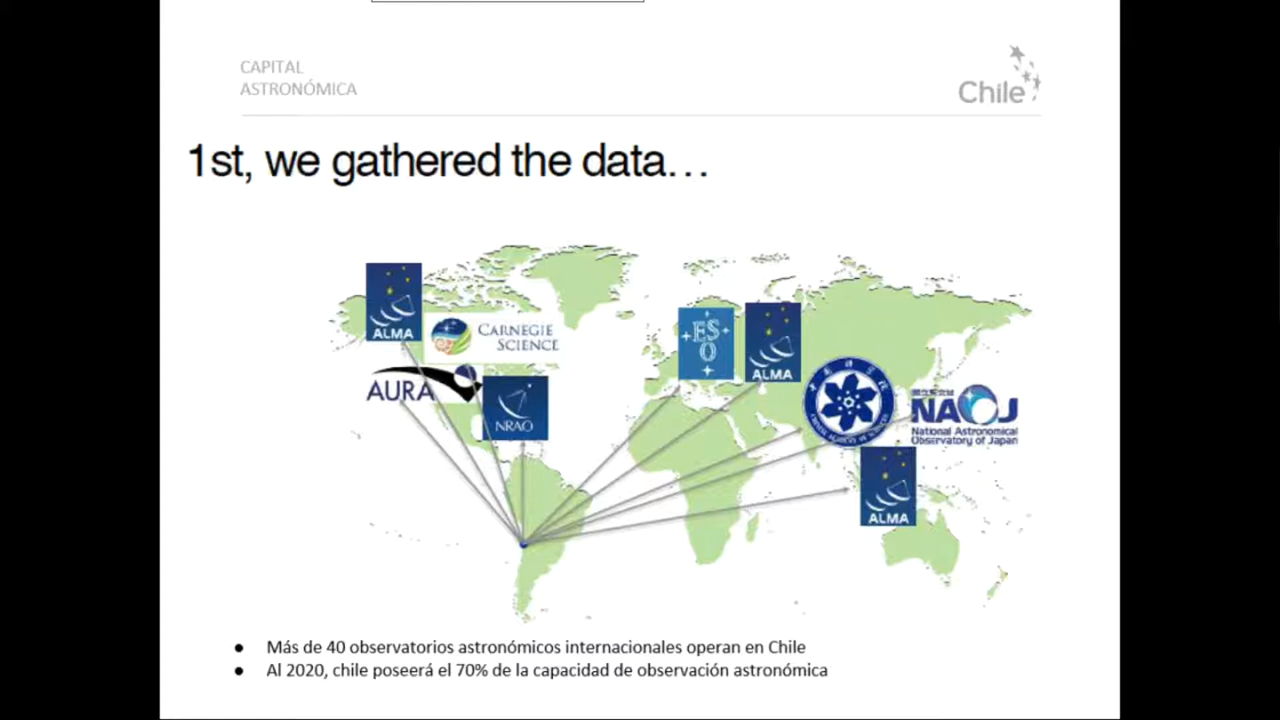 CAPITAL
ASTRONÓMICA
Chile
1st, we gathered the data…
ALMA
CARNEGIE
SCIENCE
AURA
NRAO
ES
O
ALMA
NAOJ
National Astronomical
Observatory of Japan
ALMA
● Más de 40 observatorios astronómicos internacionales operan en Chile
● Al 2020, chile poseerá el 70% de la capacidad de observación astronómica